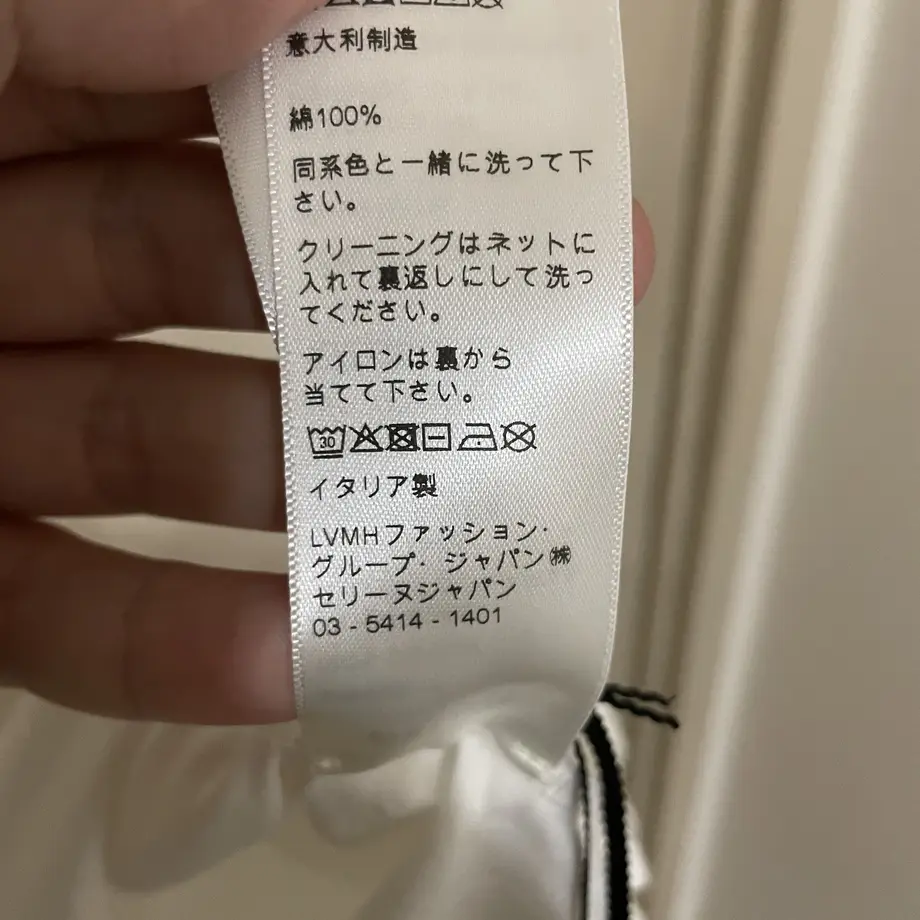 意大利制造
綿100%
同系色と一緒に洗って下
さい。
クリーニングはネットに
入れて裏返しにして洗っ
てください。
アイロンは裏から
当てて下さい。
30
イタリア製
LVMHファッション・
グループ・ジャパン㈱
セリーヌジャパン
03 - 5414 - 1401